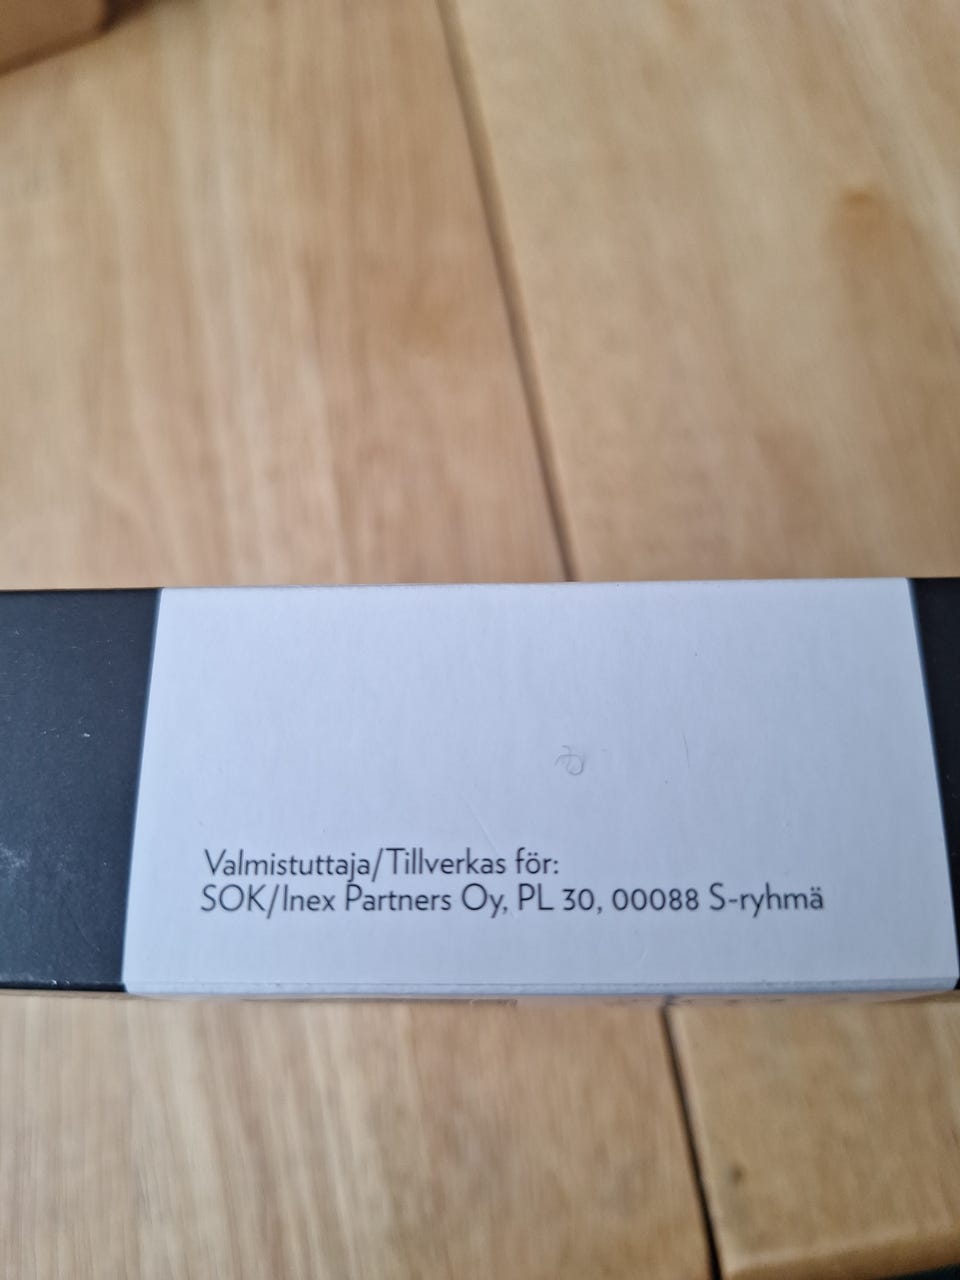 Valmistuttaja/Tillverkas för:
SOK/Inex Partners Oy, PL 30, 00088 S-ryhmä